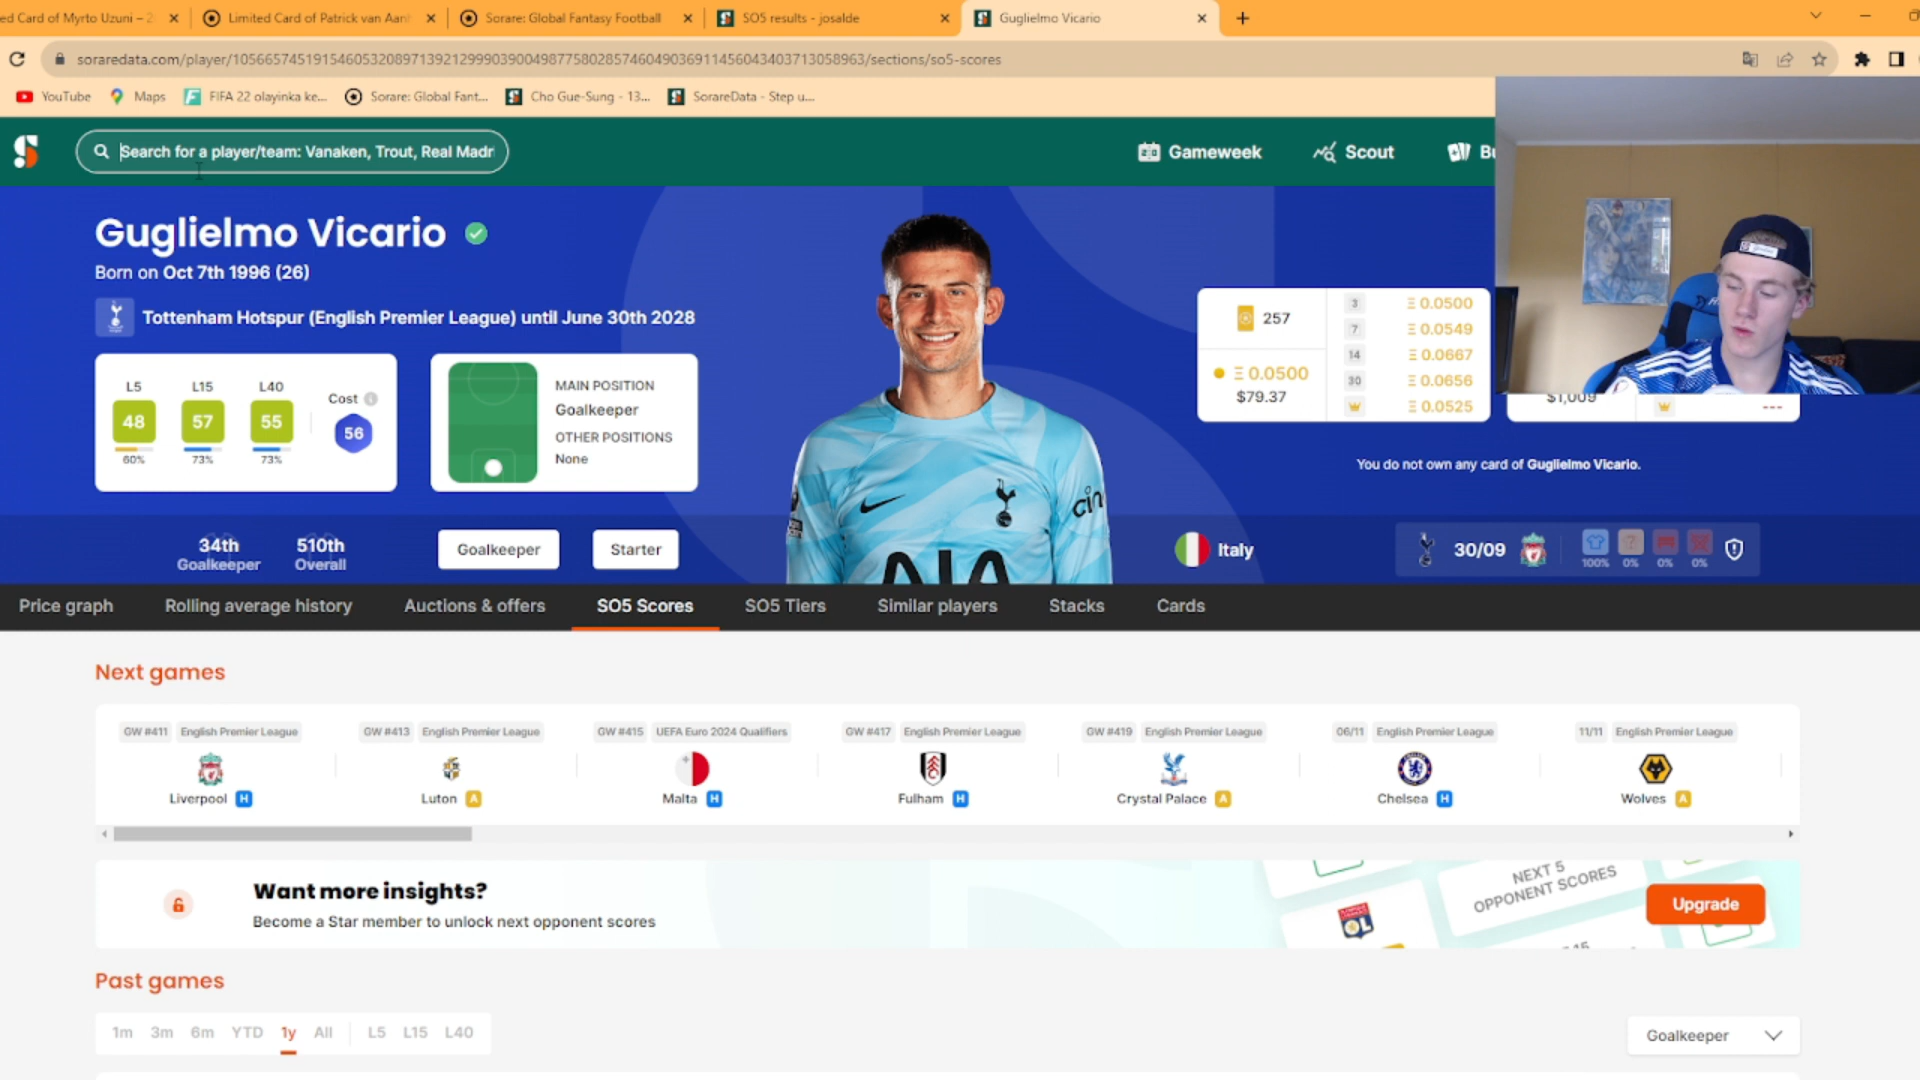 ed Card of Myrto Uzuni – 2
Limited Card of Patrick van Aanh
Sorare: Global Fantasy Football
SO5 results - josalde
Guglielmo Vicario
soraredata.com/player/105665745191546053208971392129990390049877580285746049036911456043403713058963/sections/so5-scores
YouTube
Maps
FIFA 22 olayinka ke...
Sorare: Global Fant...
Cho Gue-Sung - 13...
SorareData - Step u...
Search for a player/team: Vanaken, Trout, Real Madr
Gameweek
Scout
Bu
Guglielmo Vicario
Born on Oct 7th 1996 (26)
Tottenham Hotspur (English Premier League) until June 30th 2028
L5
L15
L40
Cost
48
57
55
56
60%
73%
73%
MAIN POSITION
Goalkeeper
OTHER POSITIONS
None
257
Ξ 0.0500
$79.37
3 Ξ 0.0500
7 Ξ 0.0549
14 Ξ 0.0667
30 Ξ 0.0656
Ξ 0.0525
$1,009
---
You do not own any card of Guglielmo Vicario.
34th
Goalkeeper
510th
Overall
Goalkeeper
Starter
Italy
30/09
100%
0%
0%
0%
Price graph
Rolling average history
Auctions & offers
SO5 Scores
SO5 Tiers
Similar players
Stacks
Cards
Next games
GW #411 English Premier League
GW #413 English Premier League
GW #415 UEFA Euro 2024 Qualifiers
GW #417 English Premier League
GW #419 English Premier League
06/11 English Premier League
11/11 English Premier League
Liverpool H
Luton A
Malta H
Fulham H
Crystal Palace A
Chelsea H
Wolves A
Want more insights?
Become a Star member to unlock next opponent scores
NEXT 5
OPPONENT SCORES
Upgrade
Past games
1m
3m
6m
YTD
1y
All
L5
L15
L40
Goalkeeper